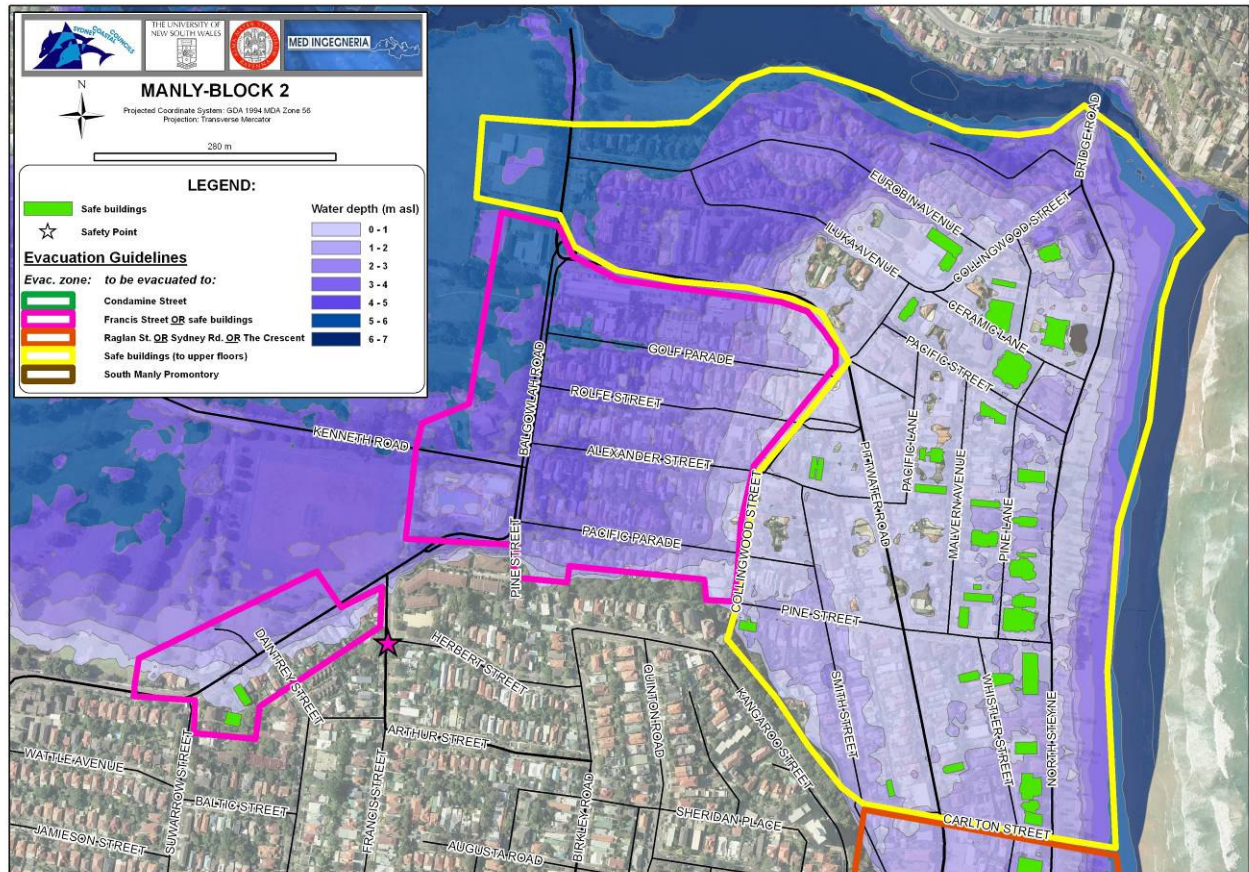 SYDNEY
COASTAL
COUNCILS
THE UNIVERSITY OF
NEW SOUTH WALES
MED INGEGNERIA
N
MANLY-BLOCK 2
Projected Coordinate System: GDA 1994 MDA Zone 56
Projection: Transverse Mercator
280 m
LEGEND:
Safe buildings
Safety Point
Water depth (m asl)
0 - 1
1 - 2
2 - 3
3 - 4
4 - 5
5 - 6
6 - 7
Evacuation Guidelines
Evac. zone: to be evacuated to:
Condamine Street
Francis Street OR safe buildings
Raglan St. OR Sydney Rd. OR The Crescent
Safe buildings (to upper floors)
South Manly Promontory
BRIDGE ROAD
EUROBIN AVENUE
COLLINGWOOD STREET
ILUKA AVENUE
CERAMIC LANE
PACIFIC STREET
GOLF PARADE
ROLFE STREET
BALGOWLAH ROAD
KENNETH ROAD
ALEXANDER STREET
PITTWATER ROAD
PACIFIC LANE
MALVERN AVENUE
PINE LANE
COLLINGWOOD STREET
PACIFIC PARADE
PINE STREET
PINE STREET
DAINTREY STREET
HERBERT STREET
QUINTON ROAD
KANGAROO STREET
SMITH STREET
WHISTLER STREET
NORTH STEYNE
ARTHUR STREET
WATTLE AVENUE
BALTIC STREET
SUWARROW STREET
FRANCIS STREET
BIRKLEY ROAD
SHERIDAN PLACE
CARLTON STREET
JAMIESON STREET
AUGUSTA ROAD